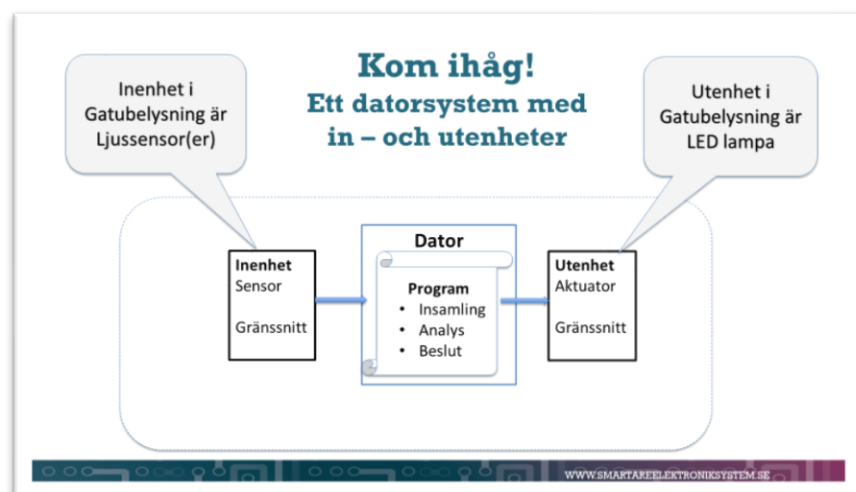 Kom ihåg!
Ett datorsystem med
in – och utenheter
Inenhet i
Gatubelysning är
Ljussensor(er)
Utenhet i
Gatubelysning är
LED lampa
Inenhet
Sensor
Gränssnitt
Dator
Program
• Insamling
• Analys
• Beslut
Utenhet
Aktuator
Gränssnitt
WWW.SMARTAREELEKTRONIKSYSTEM.SE